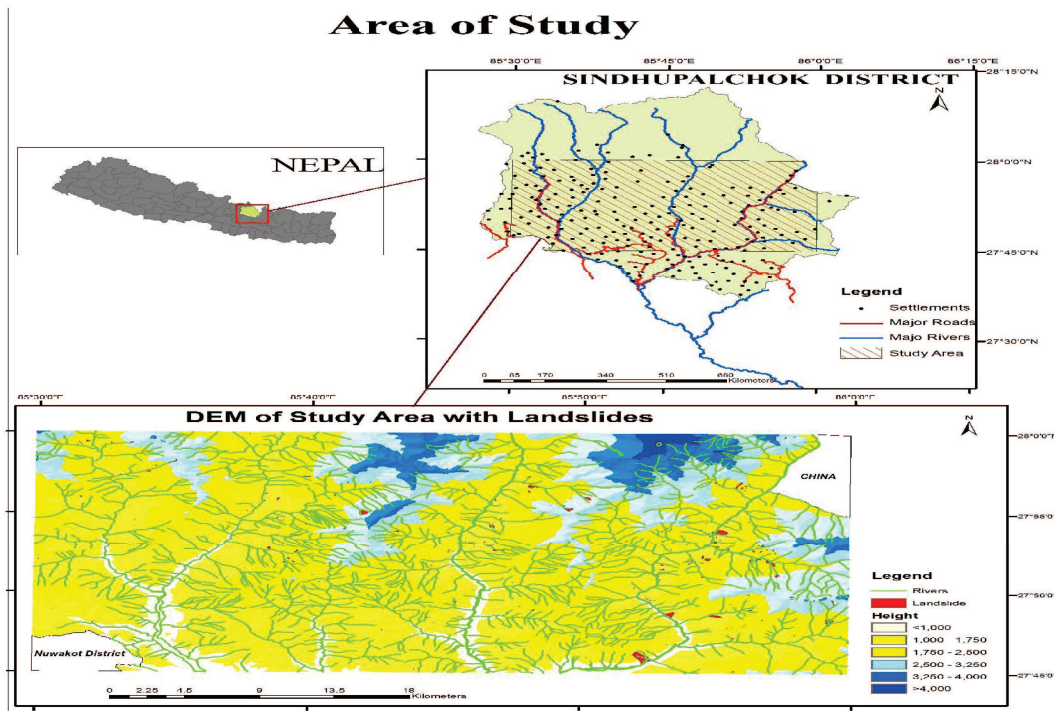 Area of Study
85°30'0"E 85°45'0"E 86°0'0"E 86°15'0"E
28°15'0"N
SINDHUPALCHOK DISTRICT
N
NEPAL
28°0'0"N
27°45'0"N
Legend
Settlements
Major Roads
Majo Rivers
Study Area
27°30'0"N
0 85 170 340 510 680
Kilometers
85°30'0"E 85°40'0"E 85°50'0"E 86°0'0"E
DEM of Study Area with Landslides
N
28°0'0"N
CHINA
27°55'0"N
Legend
Rivers
Landslide
Height
<1,000
1,000 - 1,750
1,750 - 2,500
2,500 - 3,250
3,250 - 4,000
>4,000
27°50'0"N
Nuwakot District
27°45'0"N
0 2.25 4.5 9 13.5 18
Kilometers